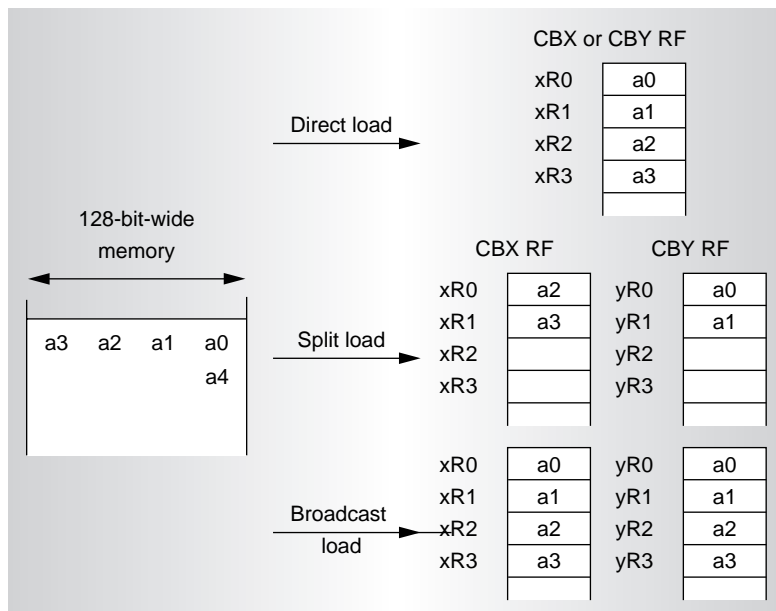 CBX or CBY RF
xR0 a0
xR1 a1
xR2 a2
xR3 a3
Direct load
128-bit-wide
memory
a3 a2 a1 a0
a4
CBX RF CBY RF
xR0 a2 yR0 a0
xR1 a3 yR1 a1
xR2 yR2
xR3 yR3
Split load
xR0 a0 yR0 a0
xR1 a1 yR1 a1
xR2 a2 yR2 a2
xR3 a3 yR3 a3
Broadcast
load